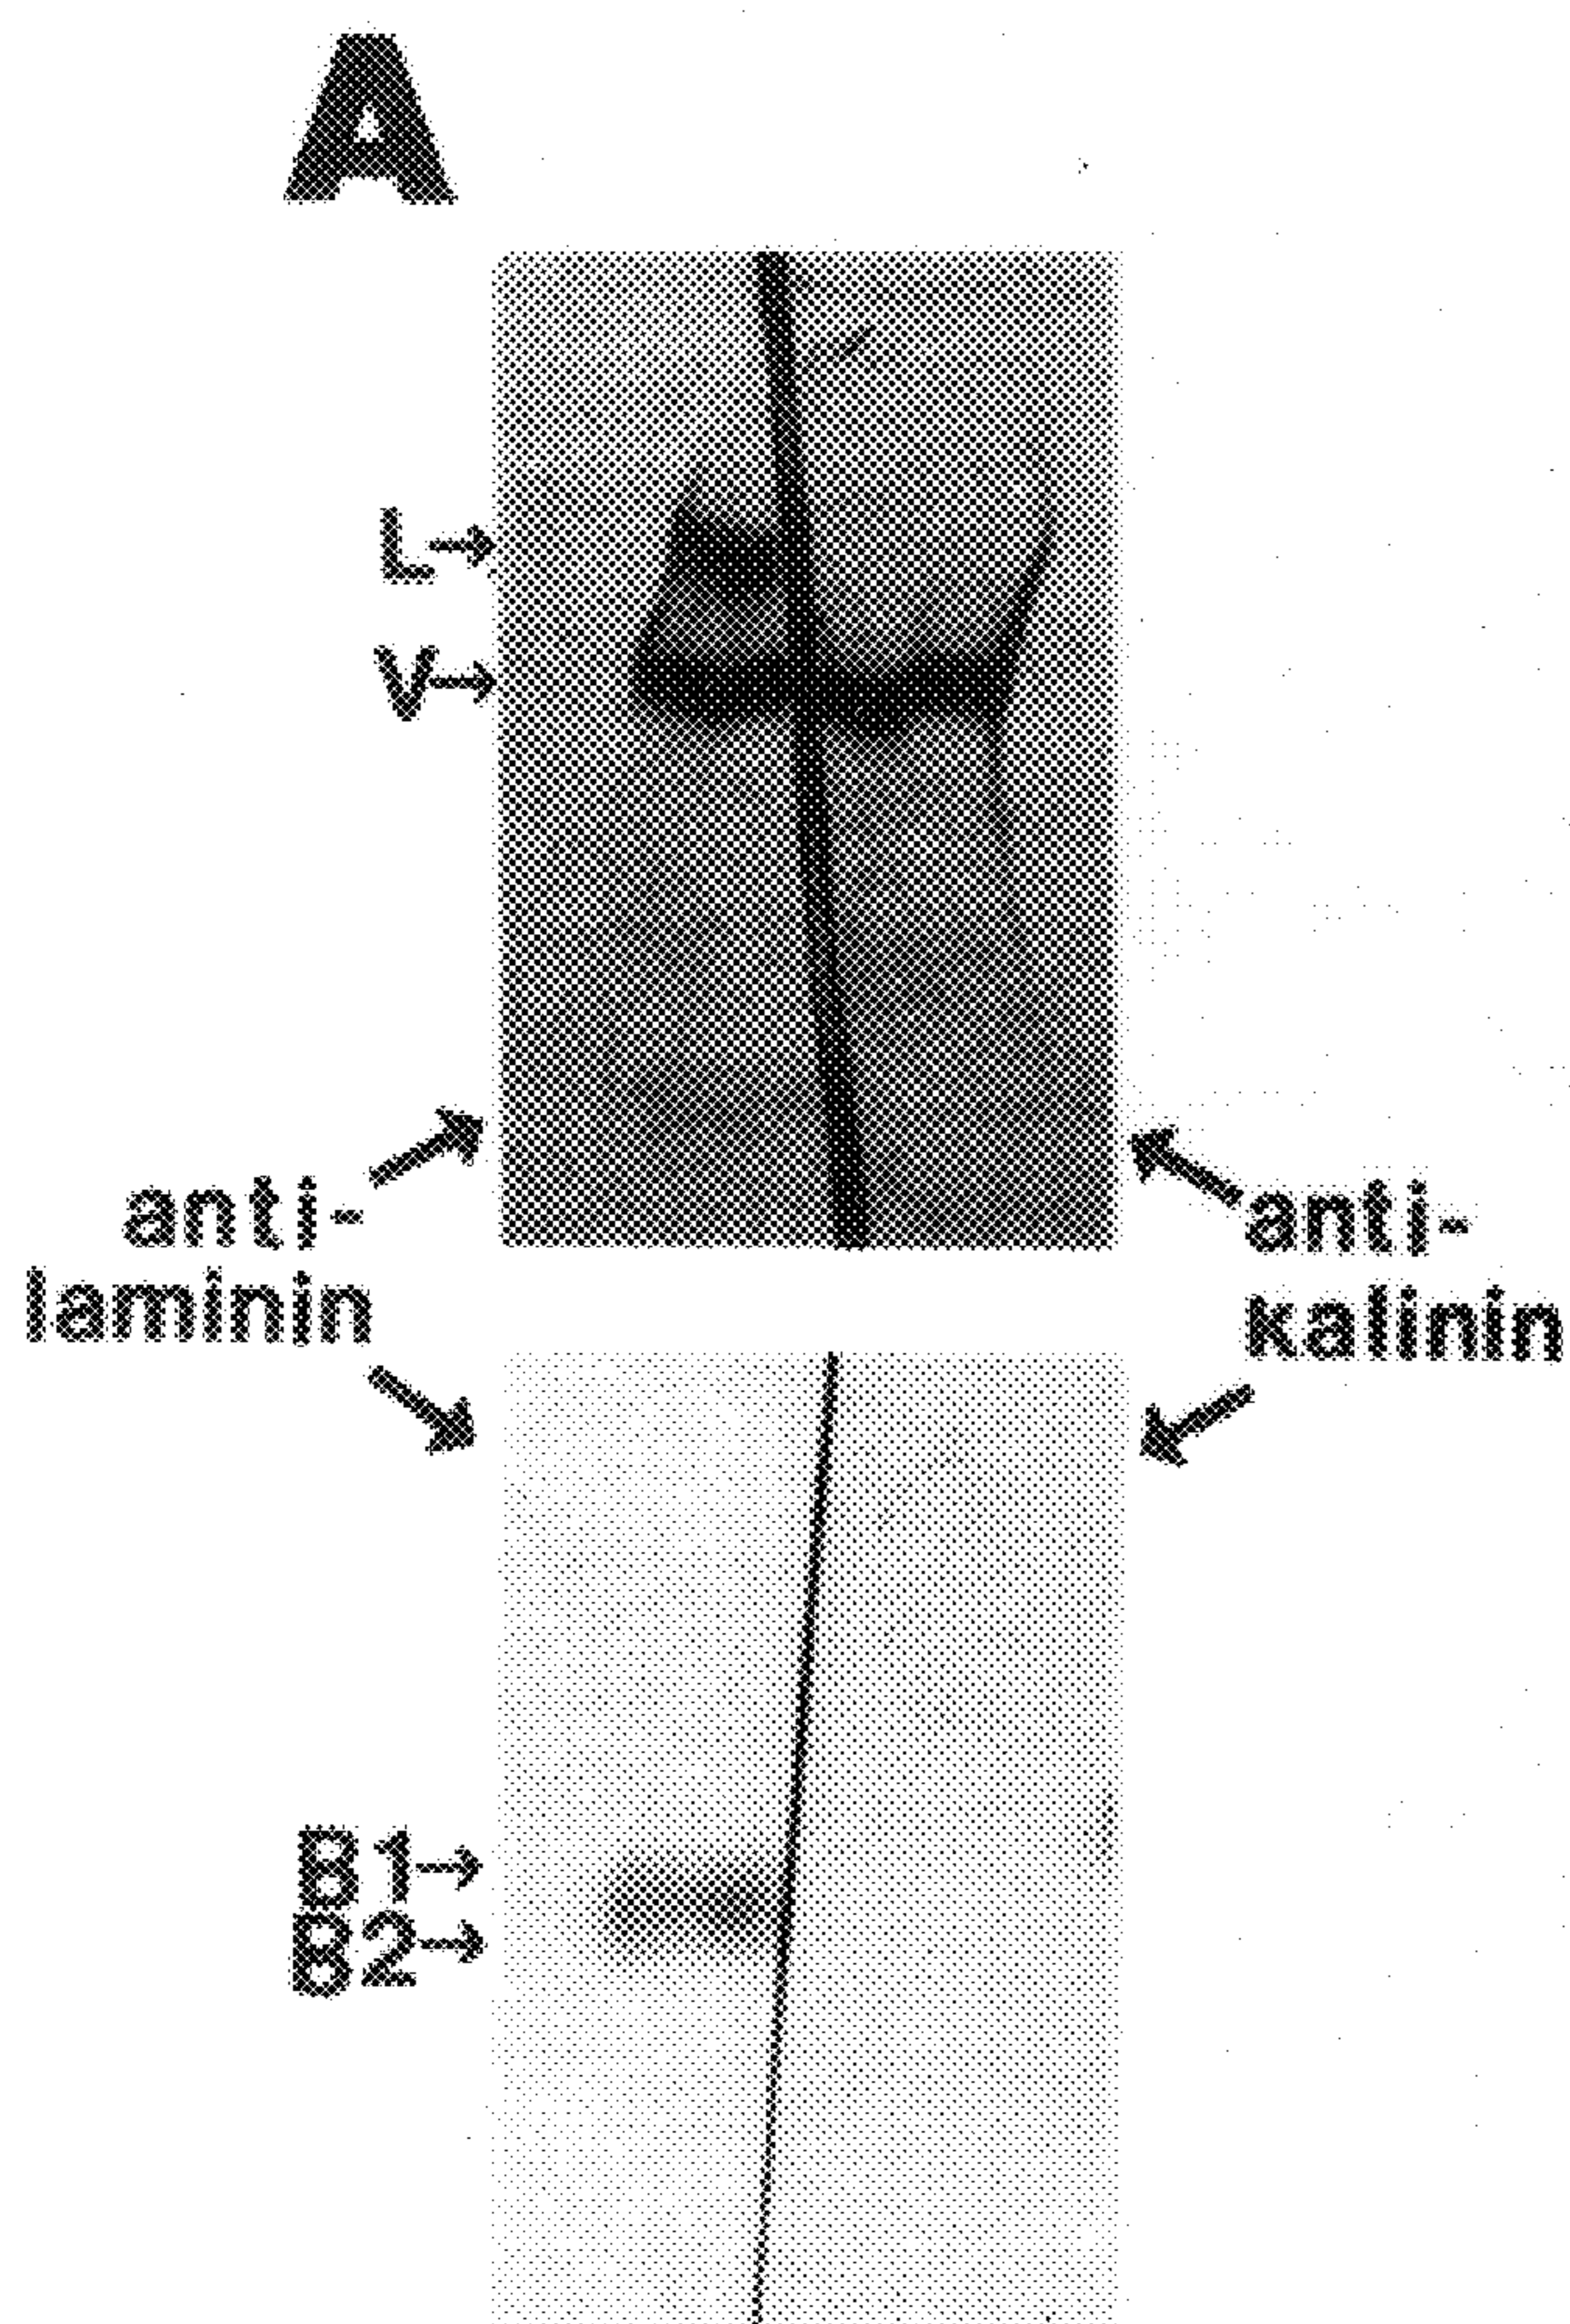 A
L→
V→
anti-
laminin
anti-
kalinin
B1→
B2→